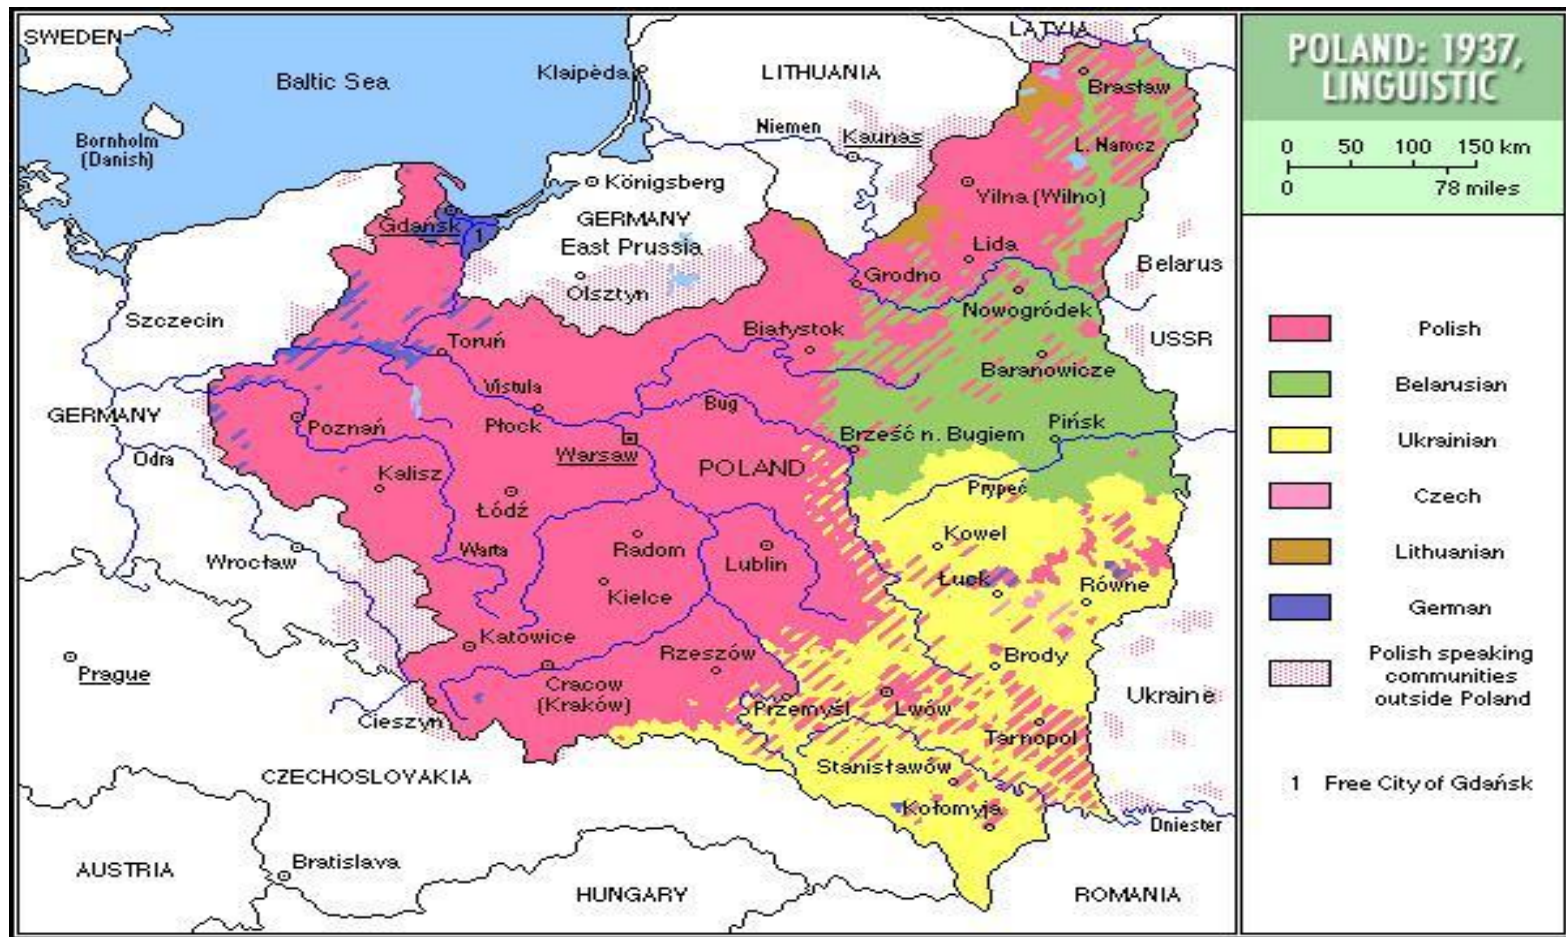 SWEDEN
Baltic Sea
Klaipėda
LITHUANIA
LATVIA
Brasław
Bornholm
(Danish)
Niemen
Kaunas
L. Narocz
Königsberg
Vilna (Wilno)
Gdańsk
1
GERMANY
East Prussia
Lida
Belarus
Olsztyn
Grodno
Szczecin
Nowogródek
Toruń
Białystok
USSR
Baranowicze
Vistula
GERMANY
Poznań
Płock
Bug
Pińsk
Brześć n. Bugiem
Odra
Warsaw
POLAND
Kalisz
Prypeć
Łódź
Kowel
Wrocław
Warta
Radom
Lublin
Łuck
Równe
Kielce
Katowice
Rzeszów
Brody
Prague
Cracow
(Kraków)
Przemyśl
Lwów
Ukraine
Cieszyn
Tarnopol
CZECHOSLOVAKIA
Stanisławów
Kołomyja
Dniester
AUSTRIA
Bratislava
HUNGARY
ROMANIA
POLAND: 1937,
LINGUISTIC
0 50 100 150 km
0 78 miles
Polish
Belarusian
Ukrainian
Czech
Lithuanian
German
Polish speaking
communities
outside Poland
1 Free City of Gdańsk